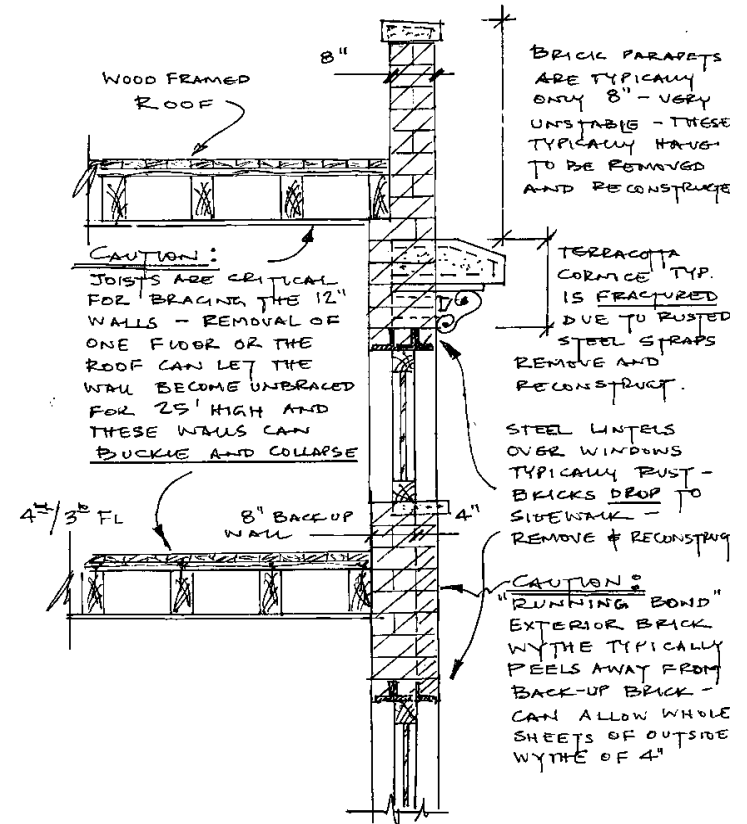 8"
WOOD FRAMED
ROOF
BRICK PARAPETS
ARE TYPICALLY
ONLY 8" - VERY
UNSTABLE - THESE
TYPICALLY HAVE
TO BE REMOVED
AND RECONSTRUCTE
CAUTION:
JOISTS ARE CRITICAL
FOR BRACING THE 12"
WALLS - REMOVAL OF
ONE FLOOR OR THE
ROOF CAN LET THE
WALL BECOME UNBRACED
FOR 25' HIGH AND
THESE WALLS CAN
BUCKLE AND COLLAPSE
TERRACOTTA
CORNICE TYP.
IS FRACTURED
DUE TO RUSTED
STEEL STRAPS
REMOVE AND
RECONSTRUCT.
STEEL LINTELS
OVER WINDOWS
TYPICALLY RUST -
BRICKS DROP TO
SIDEWALK -
REMOVE & RECONSTRUCT
4th/3rd FL
8" BACKUP
WALL
4"
CAUTION:
"RUNNING BOND"
EXTERIOR BRICK
WYTHE TYPICALLY
PEELS AWAY FROM
BACK-UP BRICK -
CAN ALLOW WHOLE
SHEETS OF OUTSIDE
WYTHE OF 4"